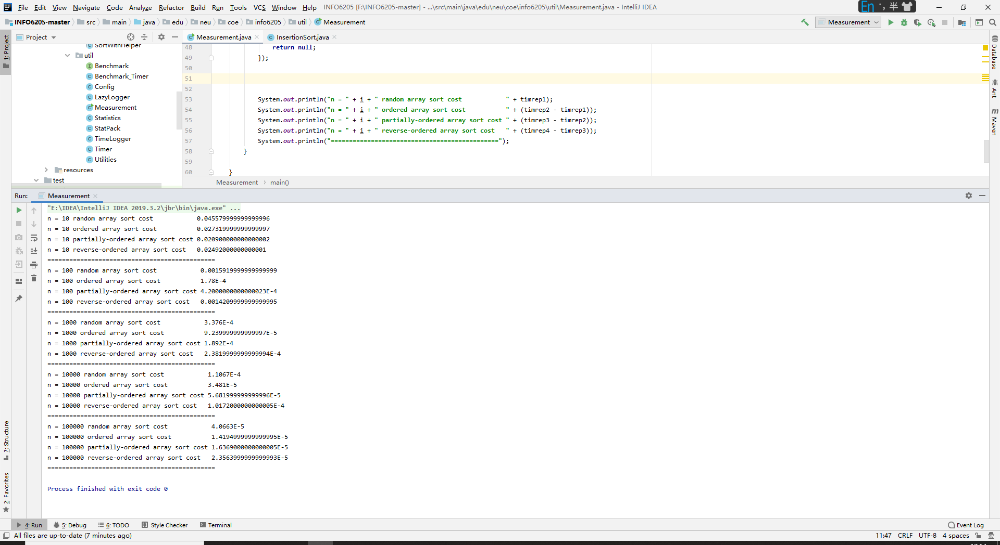 File Edit View Navigate Code Analyze Refactor Build Run Tools VCS Window Help INFO6205 [F:\INFO6205-master] - ...\src\main\java\edu\neu\coe\info6205\util\Measurement.java - IntelliJ IDEA
En 半
INFO6205-master src main java edu neu coe info6205 util Measurement
Measurement
1: Project
Project
Measurement.java InsertionSort.java
SortWithHelper
util
Benchmark
Benchmark_Timer
Config
LazyLogger
Measurement
Statistics
StatPack
TimeLogger
Timer
Utilities
resources
test
48 return null;
49 });
50
51
52
53 System.out.println("n = " + i + " random array sort cost            " + timrep1);
54 System.out.println("n = " + i + " ordered array sort cost           " + (timrep2 - timrep1));
55 System.out.println("n = " + i + " partially-ordered array sort cost " + (timrep3 - timrep2));
56 System.out.println("n = " + i + " reverse-ordered array sort cost   " + (timrep4 - timrep3));
57 System.out.println("==============================================");
58 }
59
60 }
Measurement main()
Database
Ant
m Maven
Run: Measurement
"E:\IDEA\IntelliJ IDEA 2019.3.2\jbr\bin\java.exe" ...
n = 10 random array sort cost            0.045579999999999996
n = 10 ordered array sort cost           0.027319999999999997
n = 10 partially-ordered array sort cost 0.020900000000000002
n = 10 reverse-ordered array sort cost   0.02492000000000001
==============================================
n = 100 random array sort cost            0.0015919999999999999
n = 100 ordered array sort cost           1.78E-4
n = 100 partially-ordered array sort cost 4.2000000000000023E-4
n = 100 reverse-ordered array sort cost   0.0014209999999999995
==============================================
n = 1000 random array sort cost            3.376E-4
n = 1000 ordered array sort cost           9.239999999999997E-5
n = 1000 partially-ordered array sort cost 1.892E-4
n = 1000 reverse-ordered array sort cost   2.3819999999999994E-4
==============================================
n = 10000 random array sort cost            1.1067E-4
n = 10000 ordered array sort cost           3.481E-5
n = 10000 partially-ordered array sort cost 5.681999999999996E-5
n = 10000 reverse-ordered array sort cost   1.0172000000000005E-4
==============================================
n = 100000 random array sort cost            4.0663E-5
n = 100000 ordered array sort cost           1.4194999999999995E-5
n = 100000 partially-ordered array sort cost 1.6369000000000005E-5
n = 100000 reverse-ordered array sort cost   2.3563999999999993E-5
==============================================
Process finished with exit code 0
7: Structure
2: Favorites
4: Run 5: Debug 6: TODO Style Checker Terminal Event Log
All files are up-to-date (7 minutes ago) 11:47 CRLF UTF-8 4 spaces